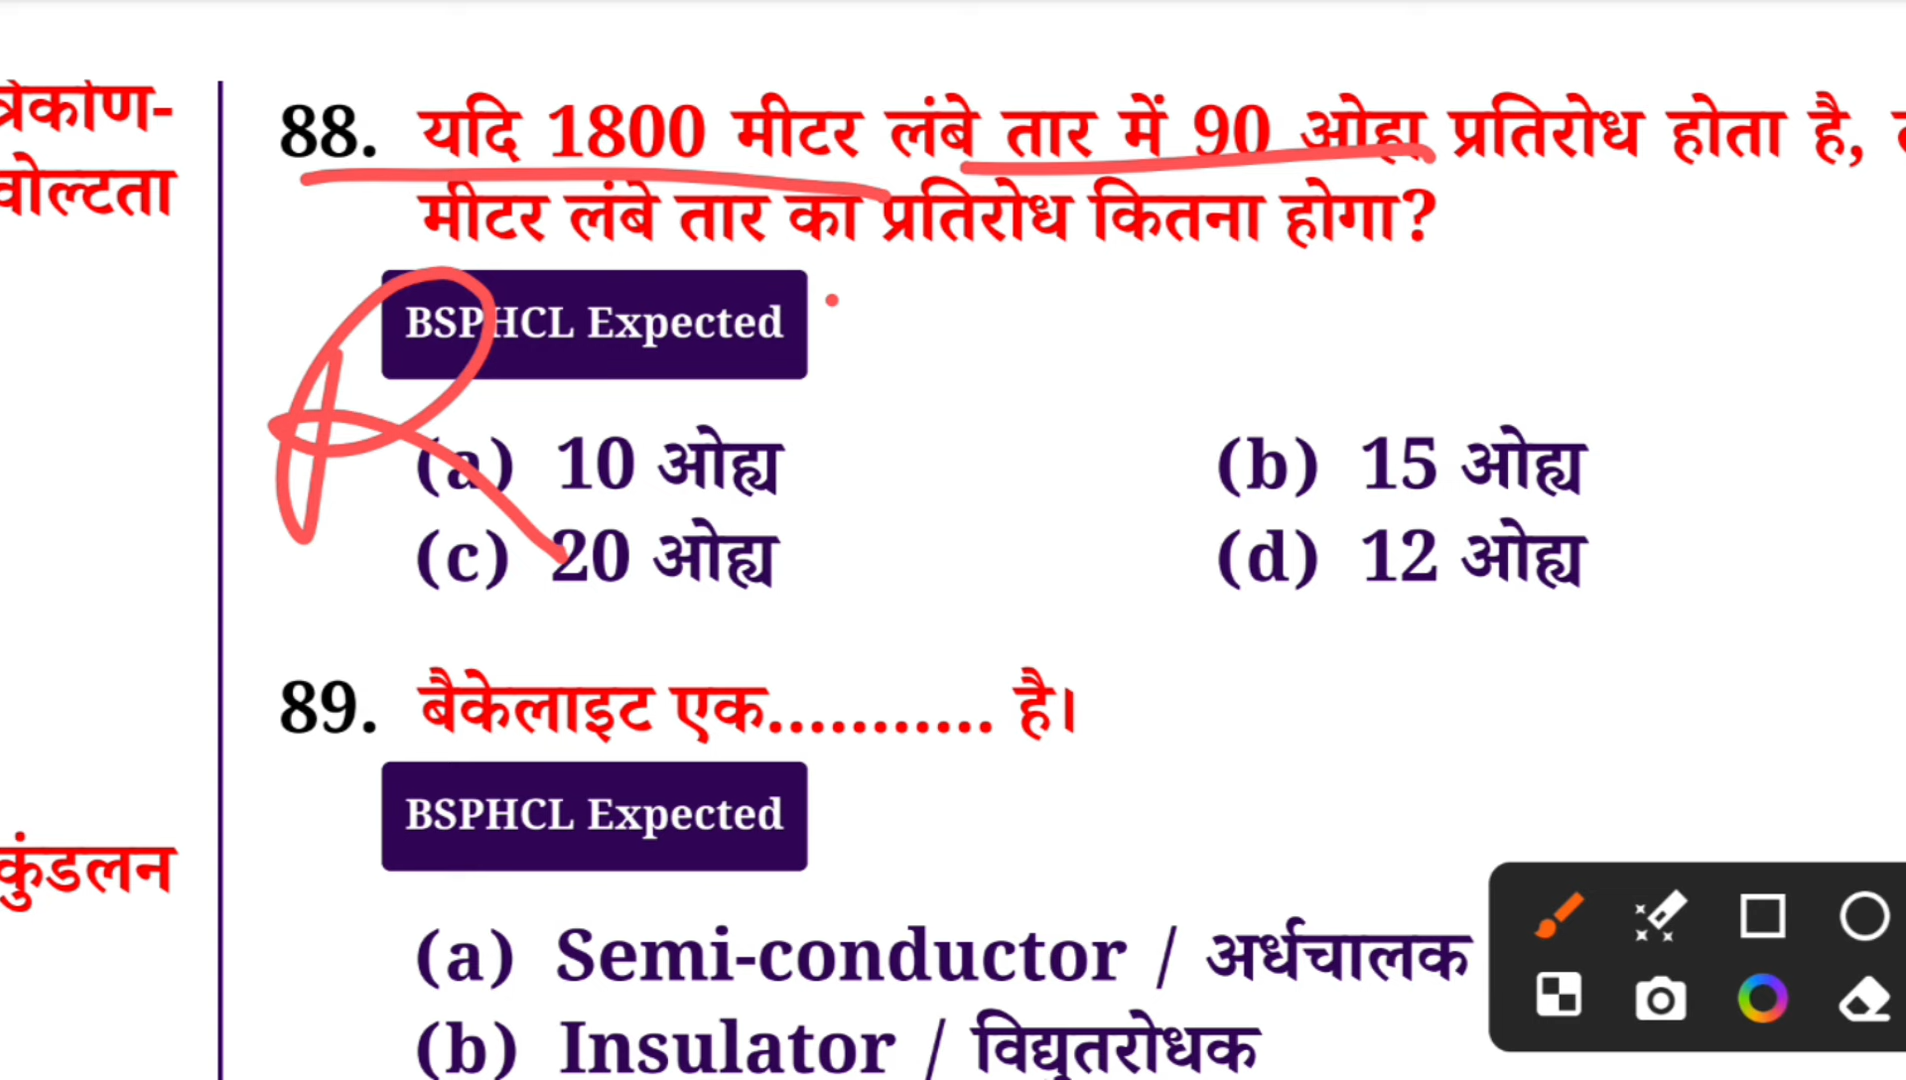 वोल्टता
कुंडलन
88. यदि 1800 मीटर लंबे तार में 90 ओह्म प्रतिरोध होता है,
मीटर लंबे तार का प्रतिरोध कितना होगा?
BSPHCL Expected
(a) 10 ओह्य (b) 15 ओह्य
(c) 20 ओह्य (d) 12 ओह्य
89. बैकेलाइट एक........... है।
BSPHCL Expected
(a) Semi-conductor / अर्धचालक
(b) Insulator / विद्युतरोधक